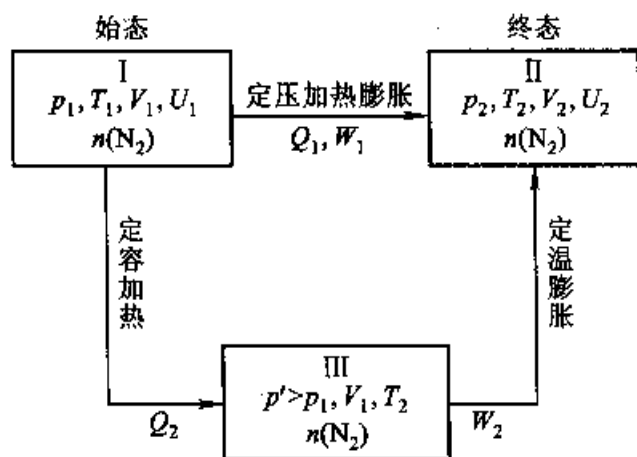 始态
终态
I
p₁, T₁, V₁, U₁
n(N₂)
定压加热膨胀
Q₁, W₁
II
p₂, T₂, V₂, U₂
n(N₂)
定容加热
定温膨胀
III
p′>p₁, V₁, T₂
n(N₂)
Q₂
W₂